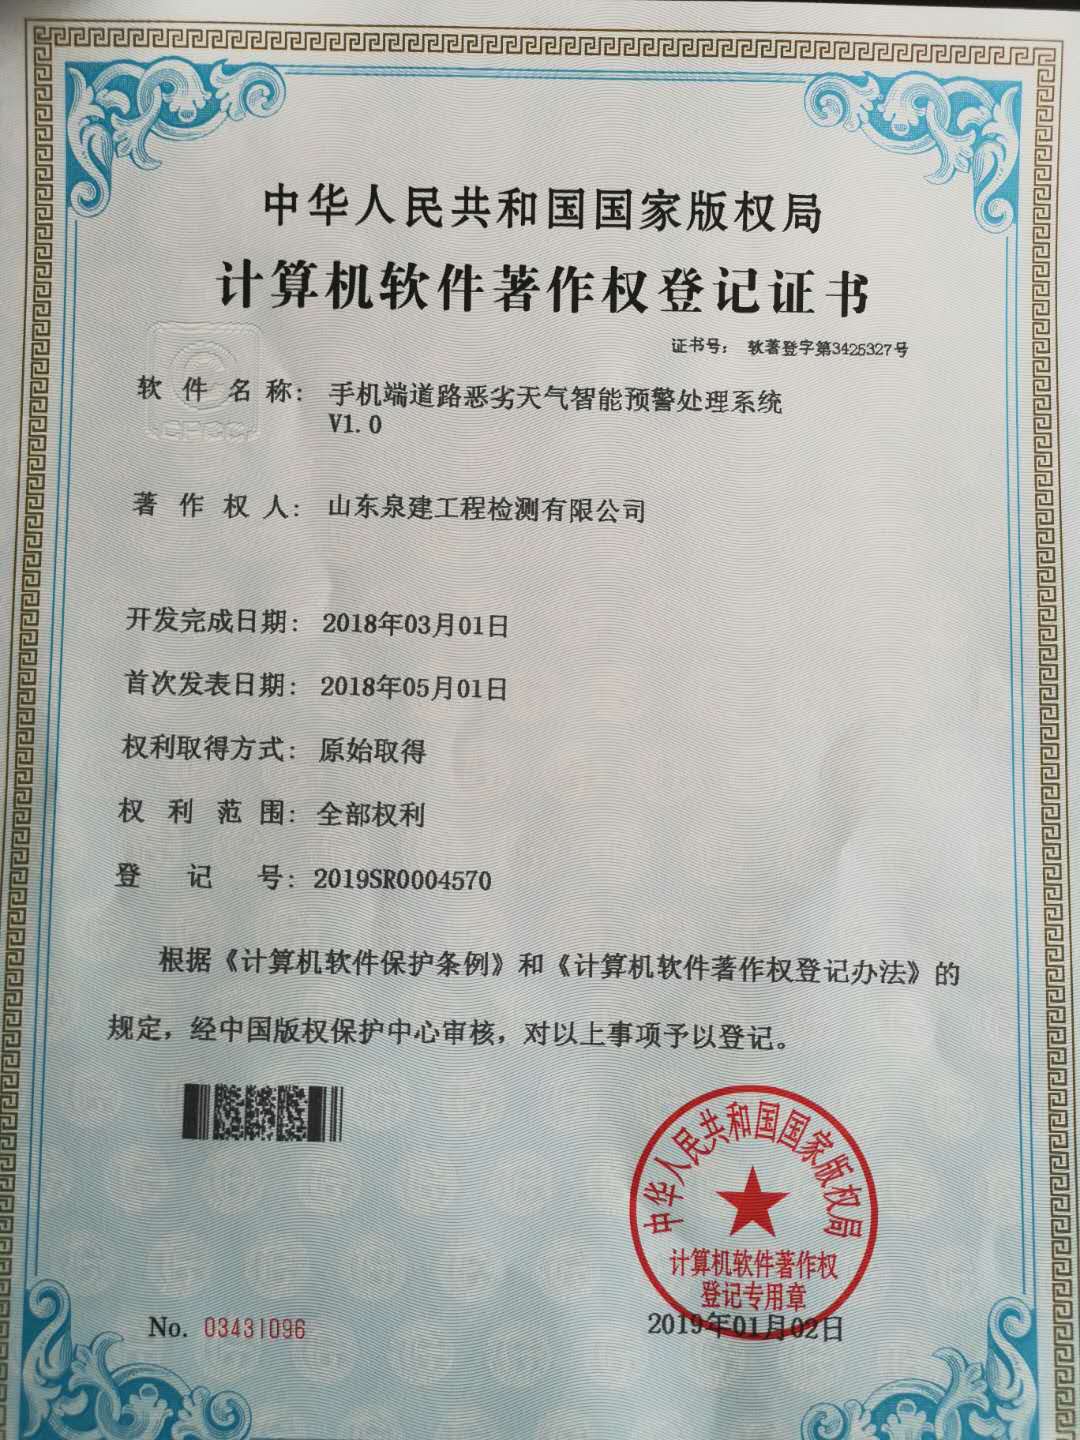 中华人民共和国国家版权局
计算机软件著作权登记证书
证书号： 软著登字第3425327号
CPCC
软件名称： 手机端道路恶劣天气智能预警处理系统
V1.0
著作权人： 山东泉建工程检测有限公司
开发完成日期： 2018年03月01日
首次发表日期： 2018年05月01日
权利取得方式： 原始取得
权利范围： 全部权利
登记号： 2019SR0004570
根据《计算机软件保护条例》和《计算机软件著作权登记办法》的
规定，经中国版权保护中心审核，对以上事项予以登记。
中华人民共和国国家版权局
计算机软件著作权
登记专用章
No. 03431096
2019年01月02日